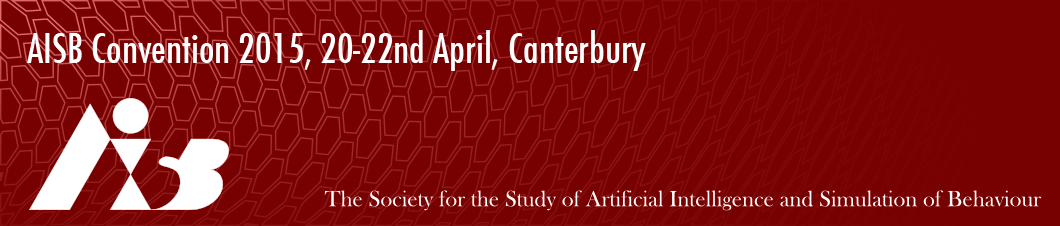 AISB Convention 2015, 20-22nd April, Canterbury
AiSB
The Society for the Study of Artificial Intelligence and Simulation of Behaviour